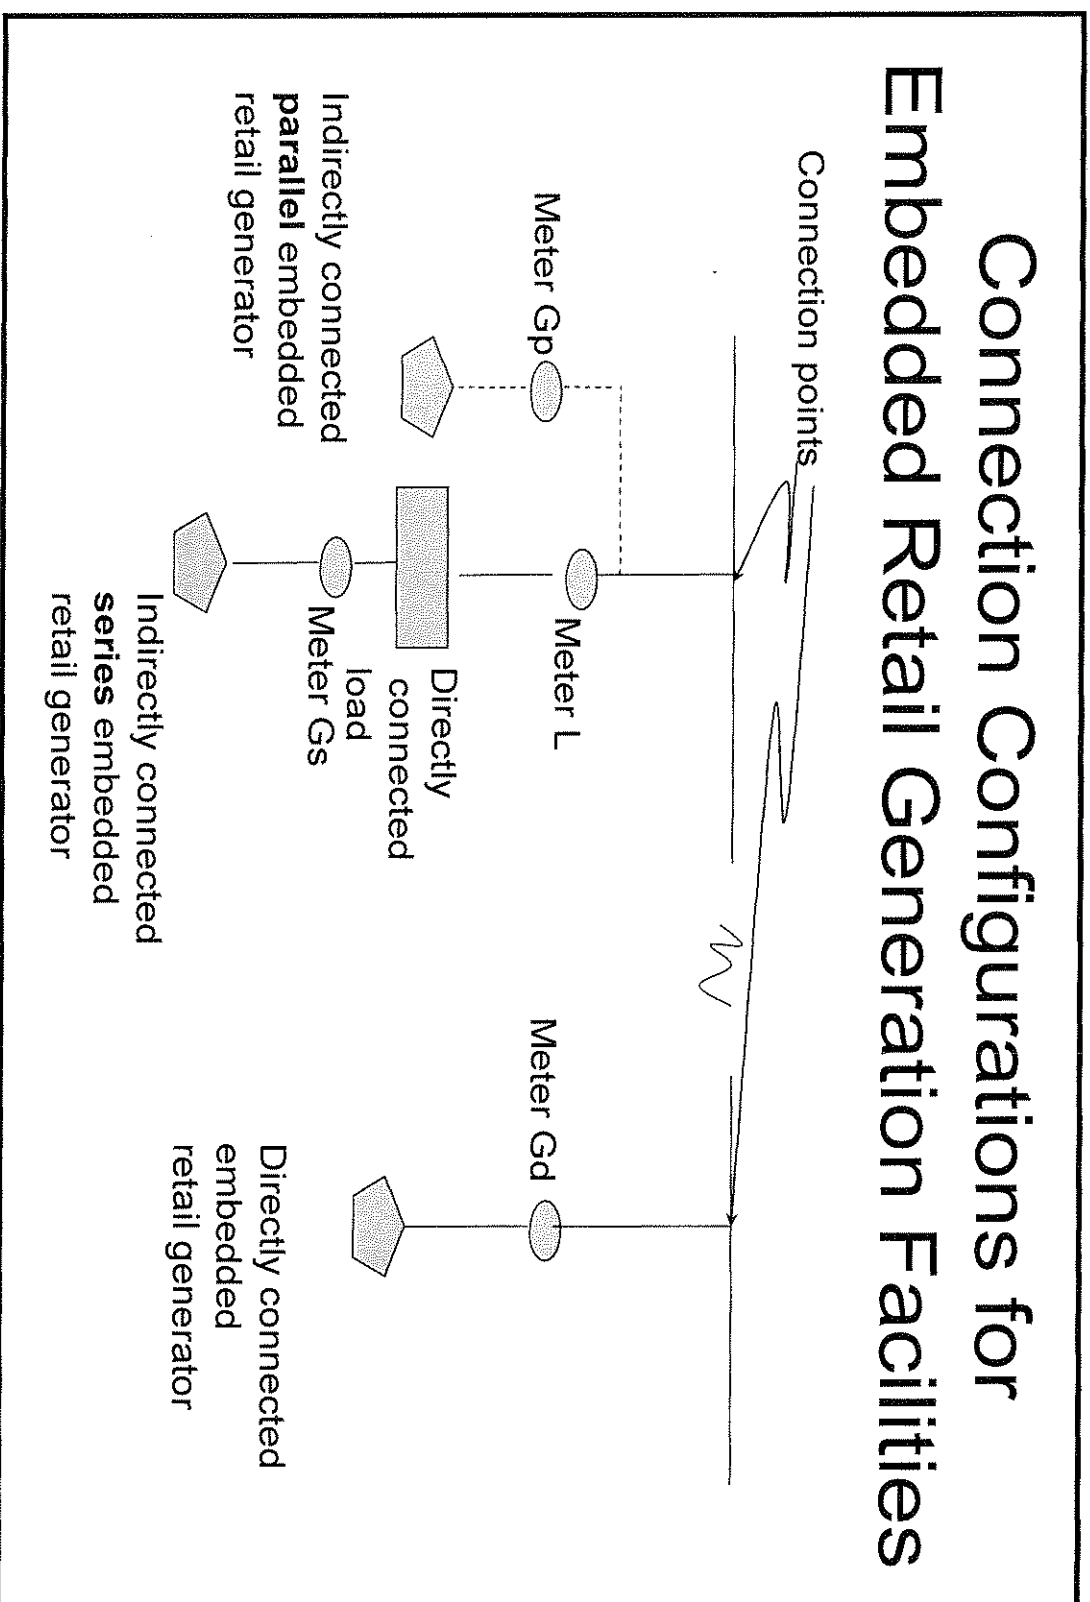 Connection Configurations for
Embedded Retail Generation Facilities
Connection points
Meter Gp
Meter L
Meter Gd
Indirectly connected
parallel embedded
retail generator
Directly
connected
load
Meter Gs
Indirectly connected
series embedded
retail generator
Directly connected
embedded
retail generator